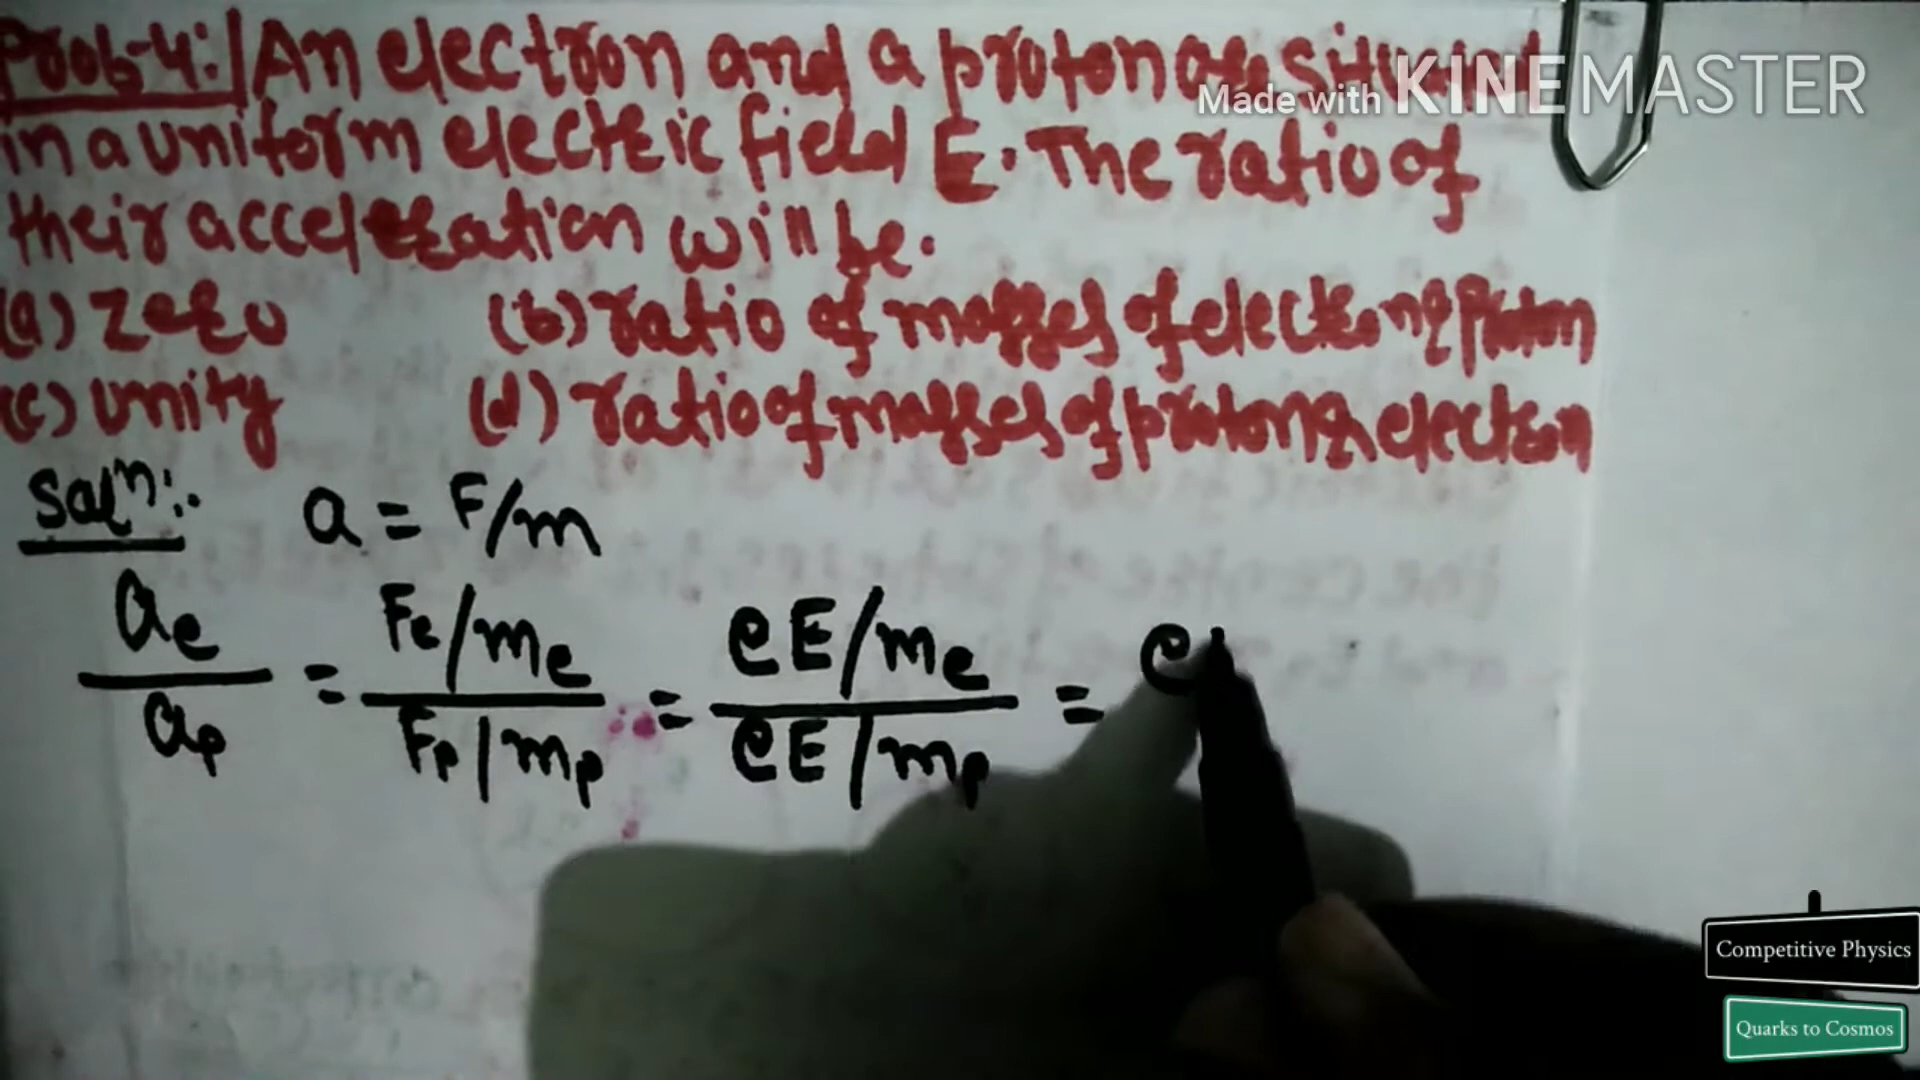 Prob-4:| An electron and a proton are situated
Made with KINEMASTER
in a uniform electric field E. The ratio of
their acceleration will be.
(a) zero (b) ratio of masses of electron & Proton
(c) unity (d) ratio of masses of proton & electron
Solⁿ:- a = F/m
ae/ap = Fe/me / Fp/mp = eE/me / eE/mp = e
Competitive Physics
Quarks to Cosmos